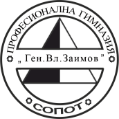 ПРОФЕСИОНАЛНА ГИМНАЗИЯ
„Ген.Вл.Заимов”
СОПОТ